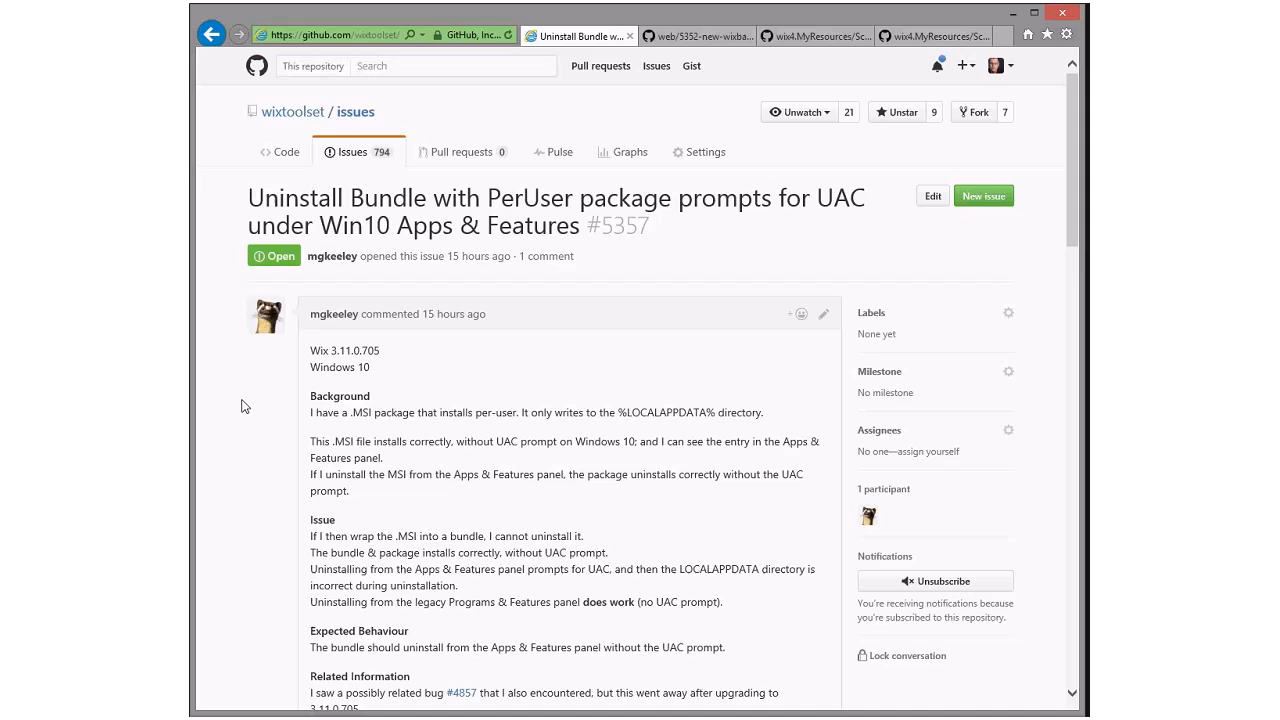 https://github.com/wixtoolset/ GitHub, Inc... Uninstall Bundle w... web/5352-new-wixba... wix4.MyResources/Sc... wix4.MyResources/Sc...
This repository Search Pull requests Issues Gist
wixtoolset / issues Unwatch 21 Unstar 9 Fork 7
Code Issues 794 Pull requests 0 Pulse Graphs Settings
Uninstall Bundle with PerUser package prompts for UAC
under Win10 Apps & Features #5357
Edit New issue
Open mgkeeley opened this issue 15 hours ago · 1 comment
mgkeeley commented 15 hours ago
Wix 3.11.0.705
Windows 10
Background
I have a .MSI package that installs per-user. It only writes to the %LOCALAPPDATA% directory.
This .MSI file installs correctly, without UAC prompt on Windows 10; and I can see the entry in the Apps &
Features panel.
If I uninstall the MSI from the Apps & Features panel, the package uninstalls correctly without the UAC
prompt.
Issue
If I then wrap the .MSI into a bundle, I cannot uninstall it.
The bundle & package installs correctly, without UAC prompt.
Uninstalling from the Apps & Features panel prompts for UAC, and then the LOCALAPPDATA directory is
incorrect during uninstallation.
Uninstalling from the legacy Programs & Features panel does work (no UAC prompt).
Expected Behaviour
The bundle should uninstall from the Apps & Features panel without the UAC prompt.
Related Information
I saw a possibly related bug #4857 that I also encountered, but this went away after upgrading to
3.11.0.705
Labels
None yet
Milestone
No milestone
Assignees
No one—assign yourself
1 participant
Notifications
Unsubscribe
You're receiving notifications because
you're subscribed to this repository.
Lock conversation